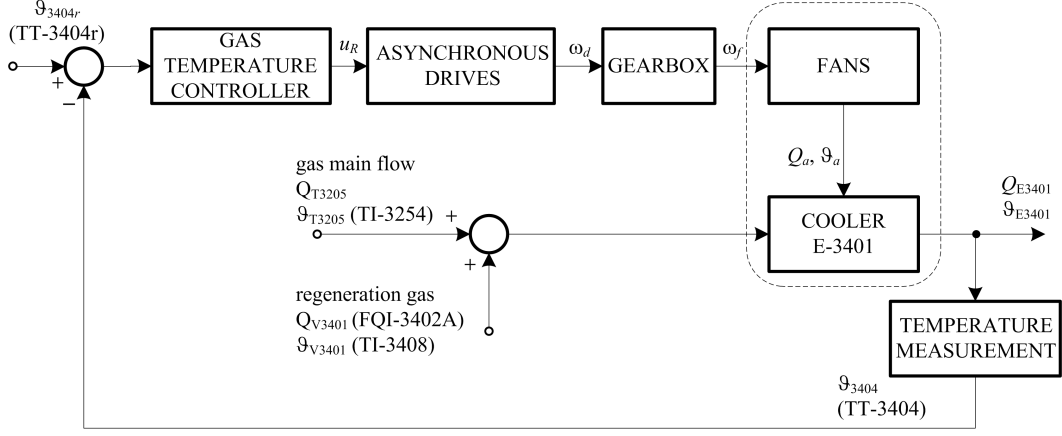 ϑ3404r
(TT-3404r)
+
−
GAS
TEMPERATURE
CONTROLLER
uR
ASYNCHRONOUS
DRIVES
ωd
GEARBOX
ωf
FANS
Qa, ϑa
gas main flow
QT3205
ϑT3205 (TI-3254)
+
+
regeneration gas
QV3401 (FQI-3402A)
ϑV3401 (TI-3408)
COOLER
E-3401
QE3401
ϑE3401
TEMPERATURE
MEASUREMENT
ϑ3404
(TT-3404)